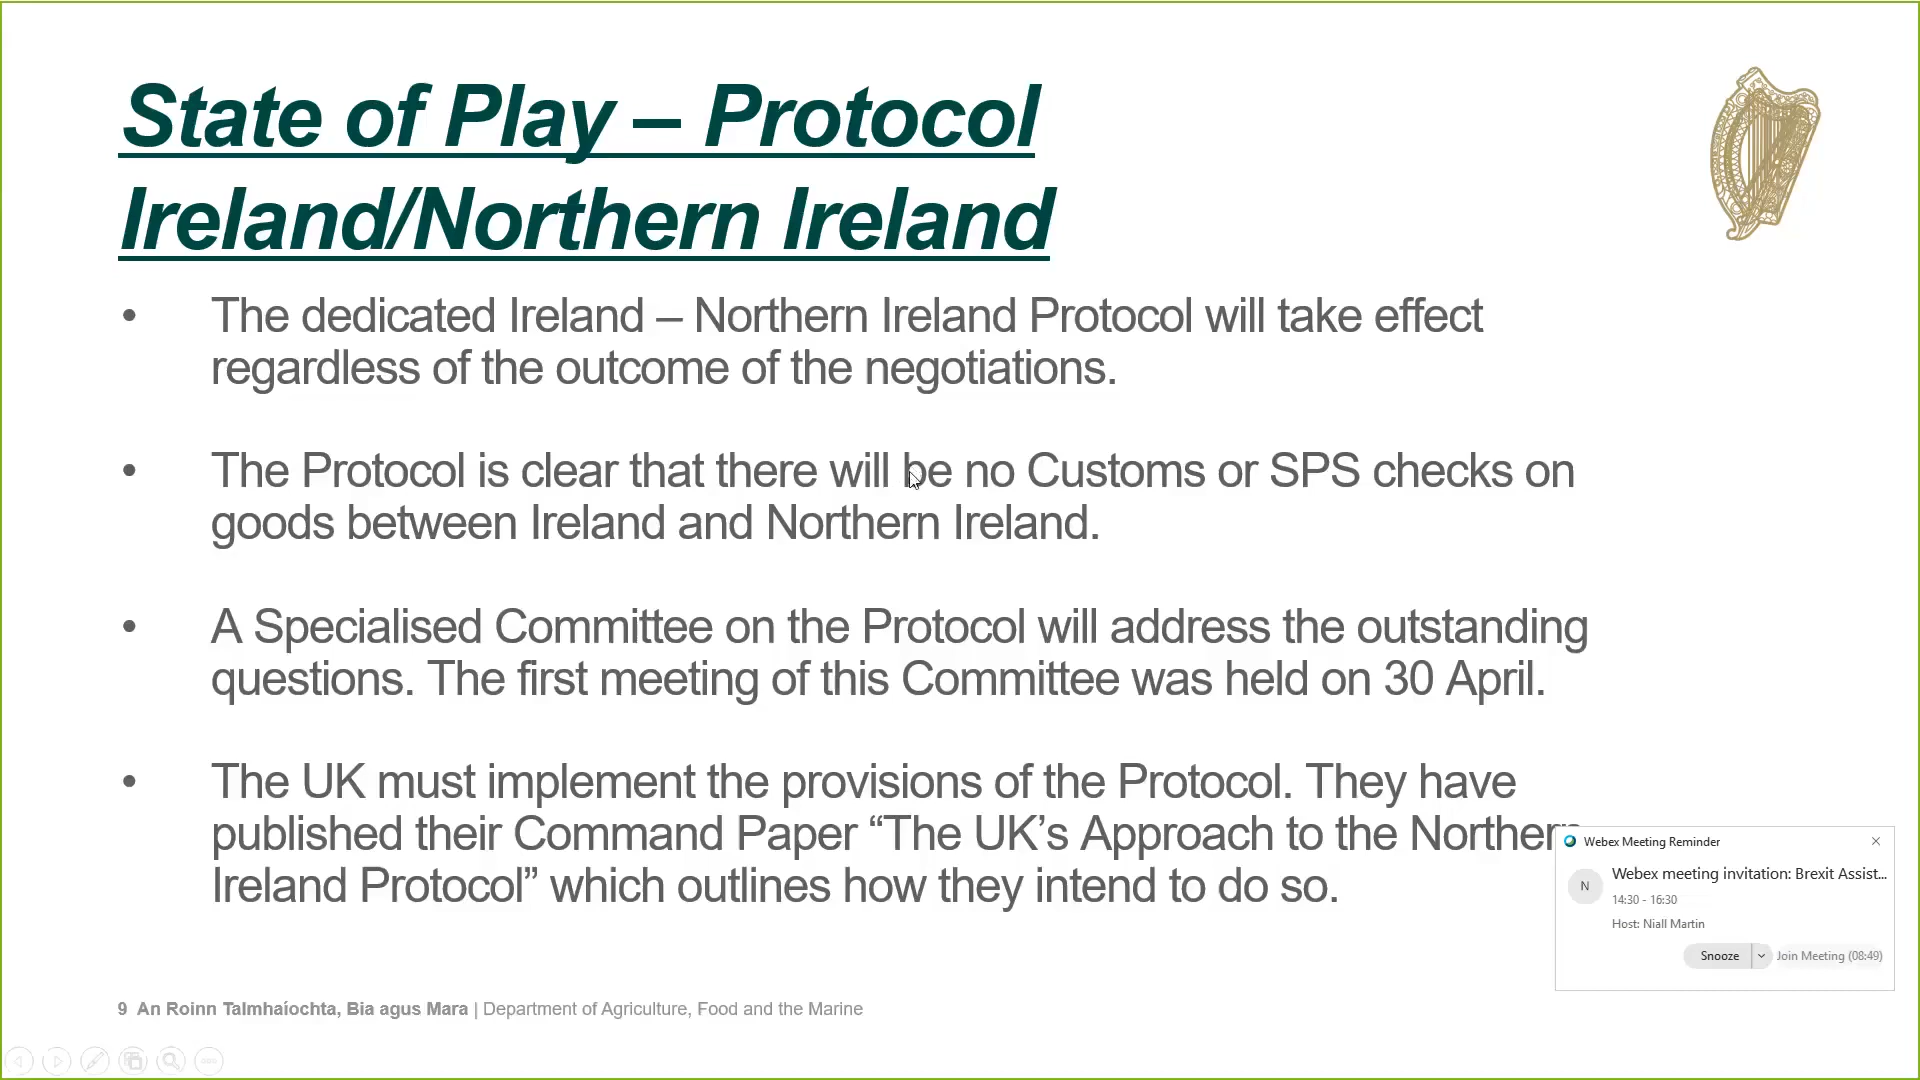 State of Play – Protocol
Ireland/Northern Ireland
• The dedicated Ireland – Northern Ireland Protocol will take effect
regardless of the outcome of the negotiations.
• The Protocol is clear that there will be no Customs or SPS checks on
goods between Ireland and Northern Ireland.
• A Specialised Committee on the Protocol will address the outstanding
questions. The first meeting of this Committee was held on 30 April.
• The UK must implement the provisions of the Protocol. They have
published their Command Paper “The UK’s Approach to the Northern
Ireland Protocol” which outlines how they intend to do so.
Webex Meeting Reminder
N
Webex meeting invitation: Brexit Assist...
14:30 - 16:30
Host: Niall Martin
Snooze
Join Meeting (08:49)
9 An Roinn Talmhaíochta, Bia agus Mara | Department of Agriculture, Food and the Marine